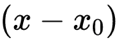 (x − x₀)